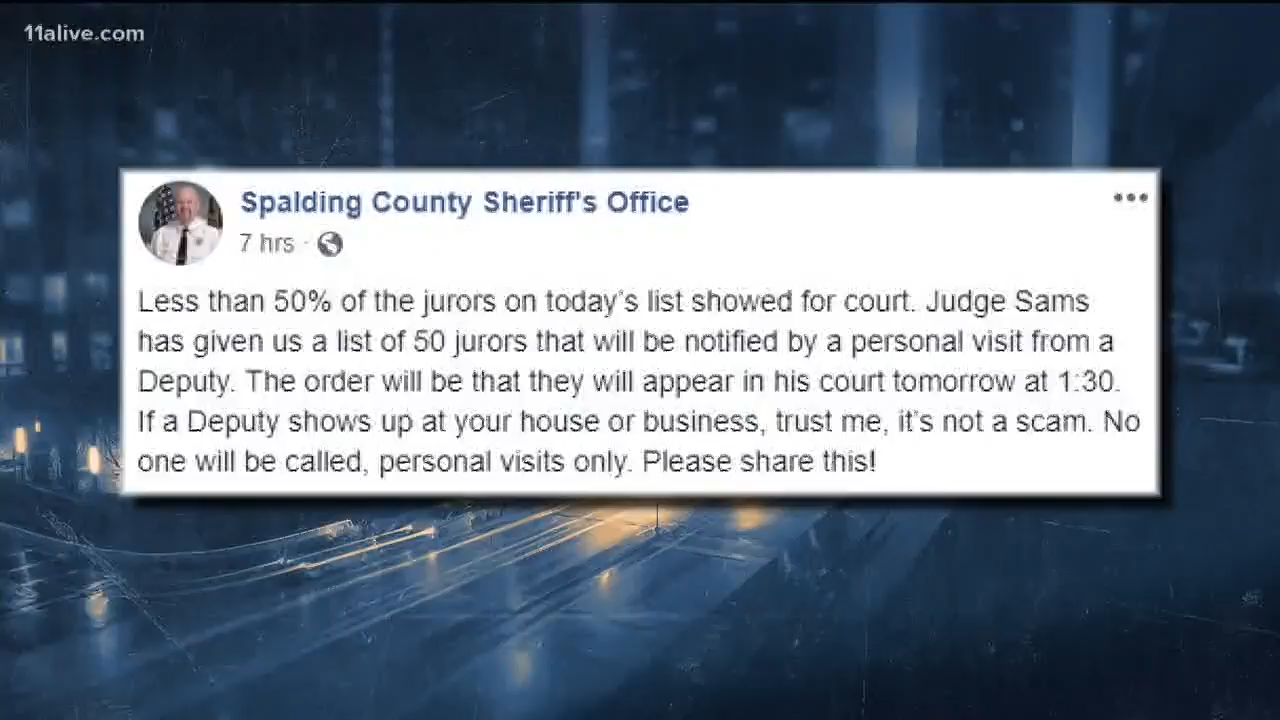 11alive.com
Spalding County Sheriff's Office
7 hrs ·
Less than 50% of the jurors on today's list showed for court. Judge Sams
has given us a list of 50 jurors that will be notified by a personal visit from a
Deputy. The order will be that they will appear in his court tomorrow at 1:30.
If a Deputy shows up at your house or business, trust me, it's not a scam. No
one will be called, personal visits only. Please share this!